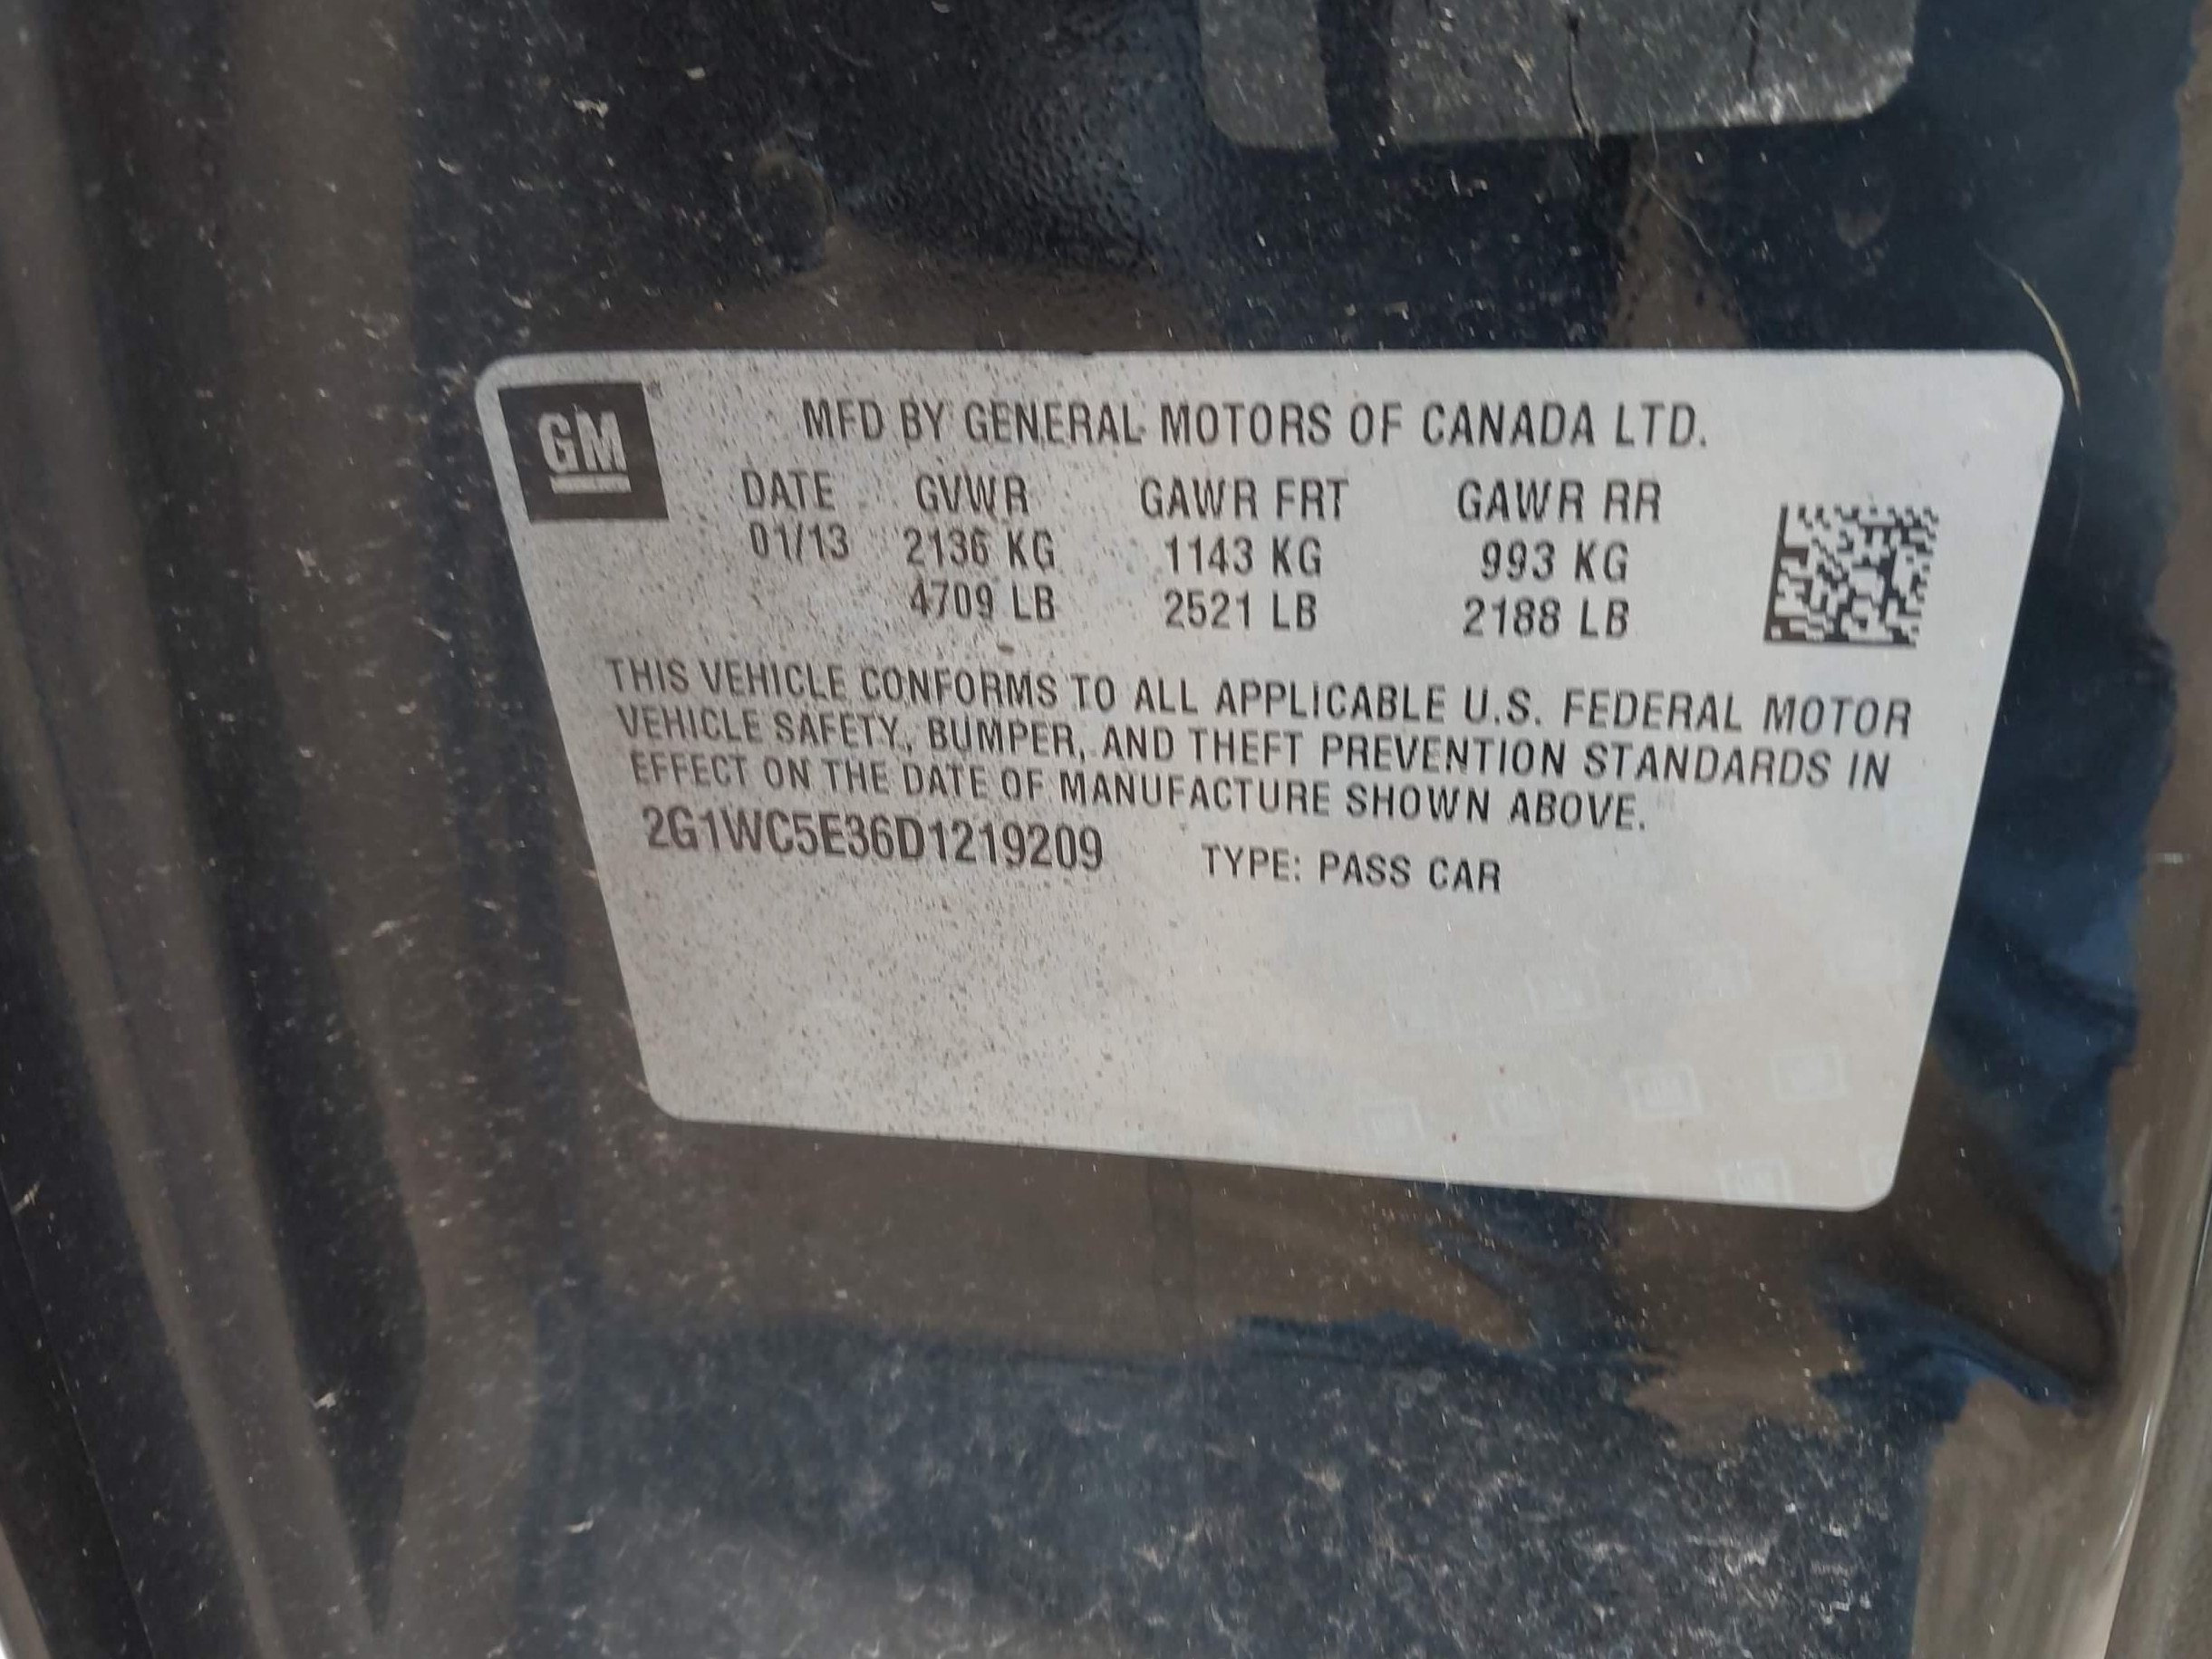 GM
MFD BY GENERAL MOTORS OF CANADA LTD.
DATE GVWR GAWR FRT GAWR RR
01/13 2136 KG 1143 KG 993 KG
4709 LB 2521 LB 2188 LB
THIS VEHICLE CONFORMS TO ALL APPLICABLE U.S. FEDERAL MOTOR
VEHICLE SAFETY, BUMPER, AND THEFT PREVENTION STANDARDS IN
EFFECT ON THE DATE OF MANUFACTURE SHOWN ABOVE.
2G1WC5E36D1219209 TYPE: PASS CAR